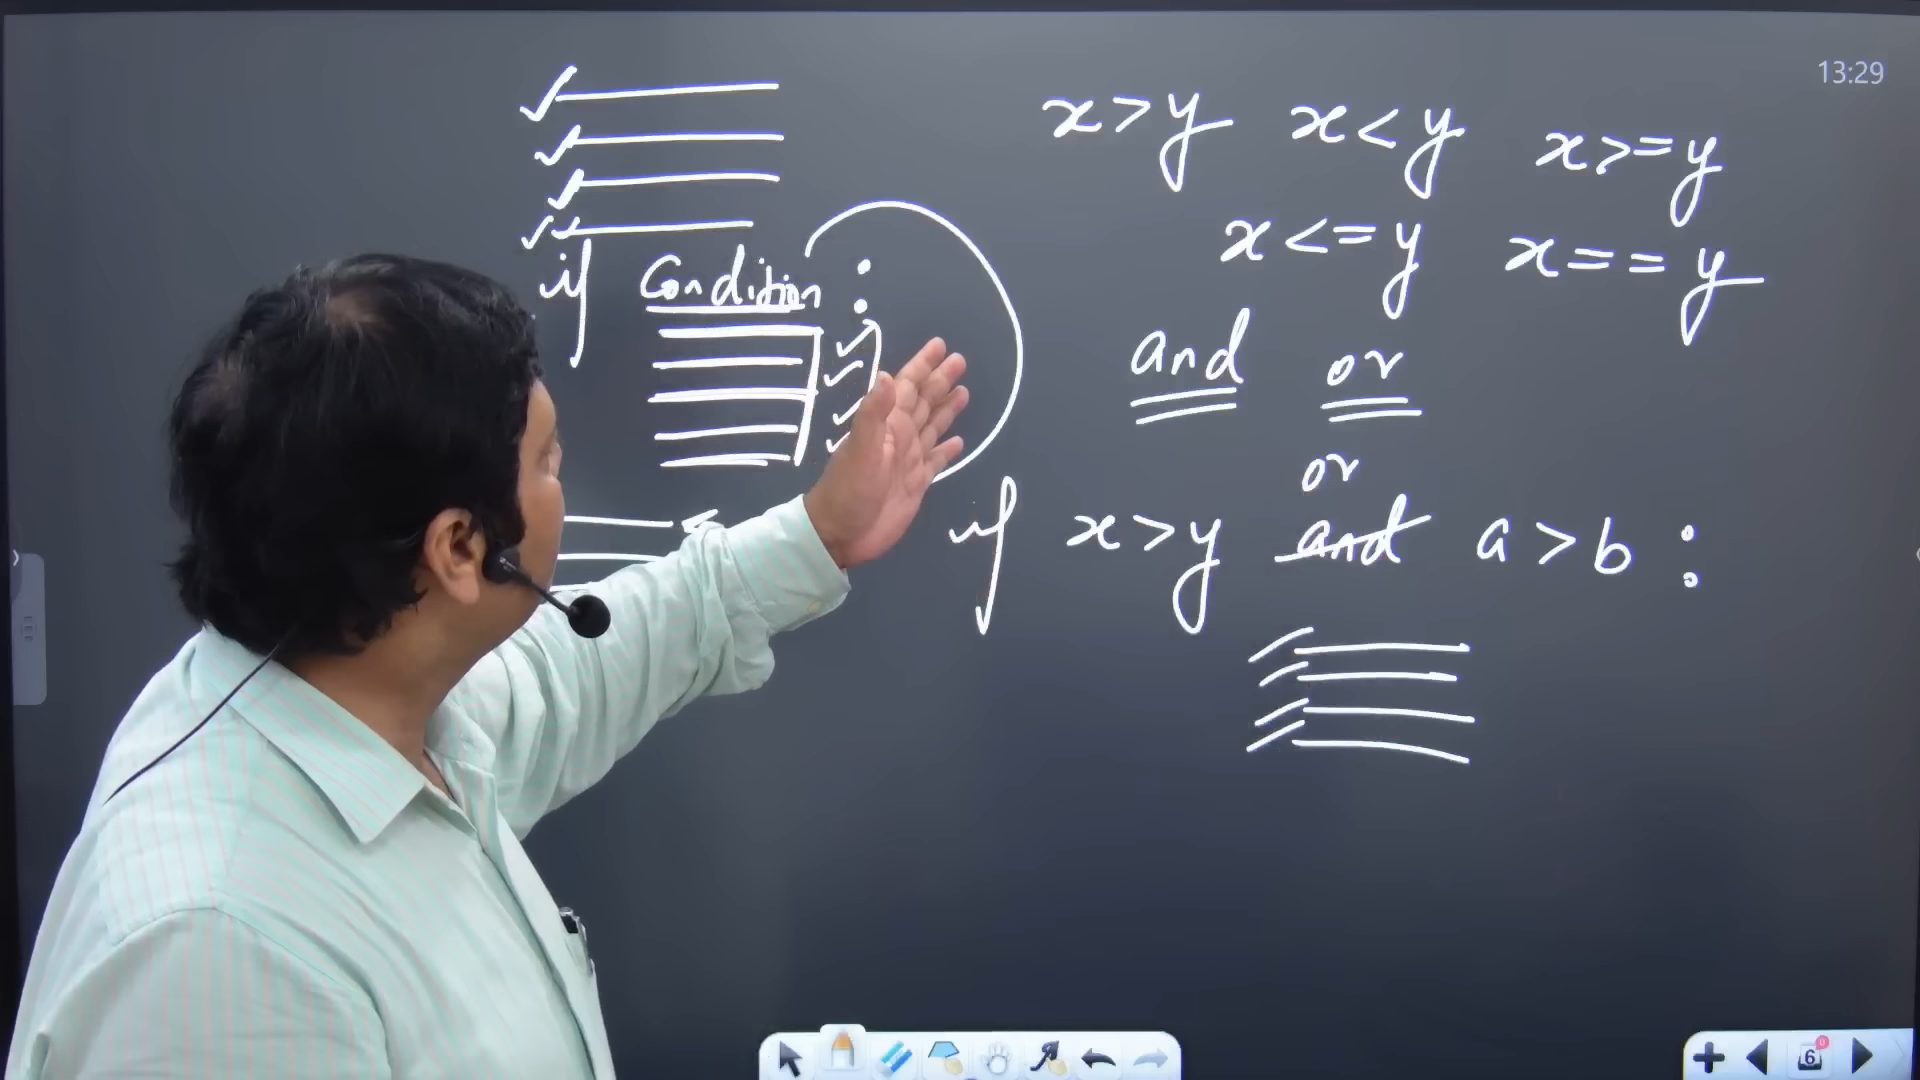 13:29
x>y x<y x>=y
x<=y x==y
if Condition :
and or
or
if x>y and a>b :
6